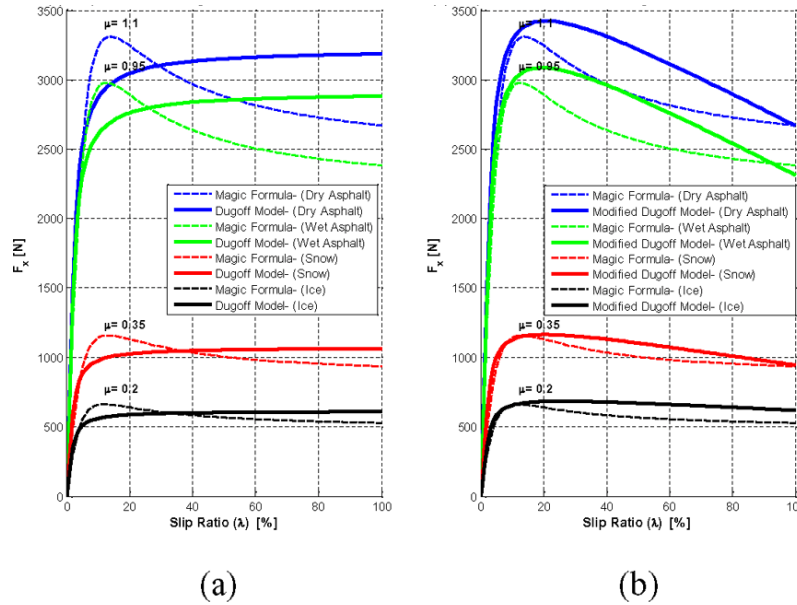 3500
μ= 1,1
3000
μ= 0,95
2500
Magic Formula- (Dry Asphalt)
Dugoff Model- (Dry Asphalt)
Magic Formula- (Wet Asphalt)
Dugoff Model- (Wet Asphalt)
Magic Formula- (Snow)
Dugoff Model- (Snow)
Magic Formula- (Ice)
Dugoff Model- (Ice)
2000
Fx [N]
1500
μ= 0,35
1000
μ= 0,2
500
0
0 20 40 60 80 100
Slip Ratio (λ) [%]
(a)
3500
μ= 1,1
3000
μ= 0,95
2500
Magic Formula- (Dry Asphalt)
Modified Dugoff Model- (Dry Asphalt)
Magic Formula- (Wet Asphalt)
Modified Dugoff Model- (Wet Asphalt)
Magic Formula- (Snow)
Modified Dugoff Model- (Snow)
Magic Formula- (Ice)
Modified Dugoff Model- (Ice)
2000
Fx [N]
1500
μ= 0,35
1000
μ= 0,2
500
0
0 20 40 60 80 100
Slip Ratio (λ) [%]
(b)